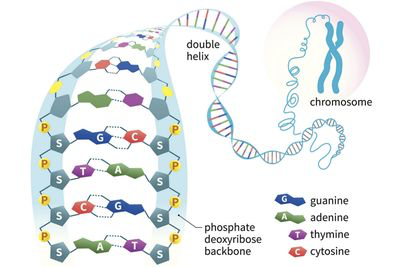 double
helix
chromosome
P
P
S G C S
P
P
S T A S
P
P
S C G S
P
P
S A T S
phosphate
deoxyribose
backbone
G guanine
A adenine
T thymine
C cytosine